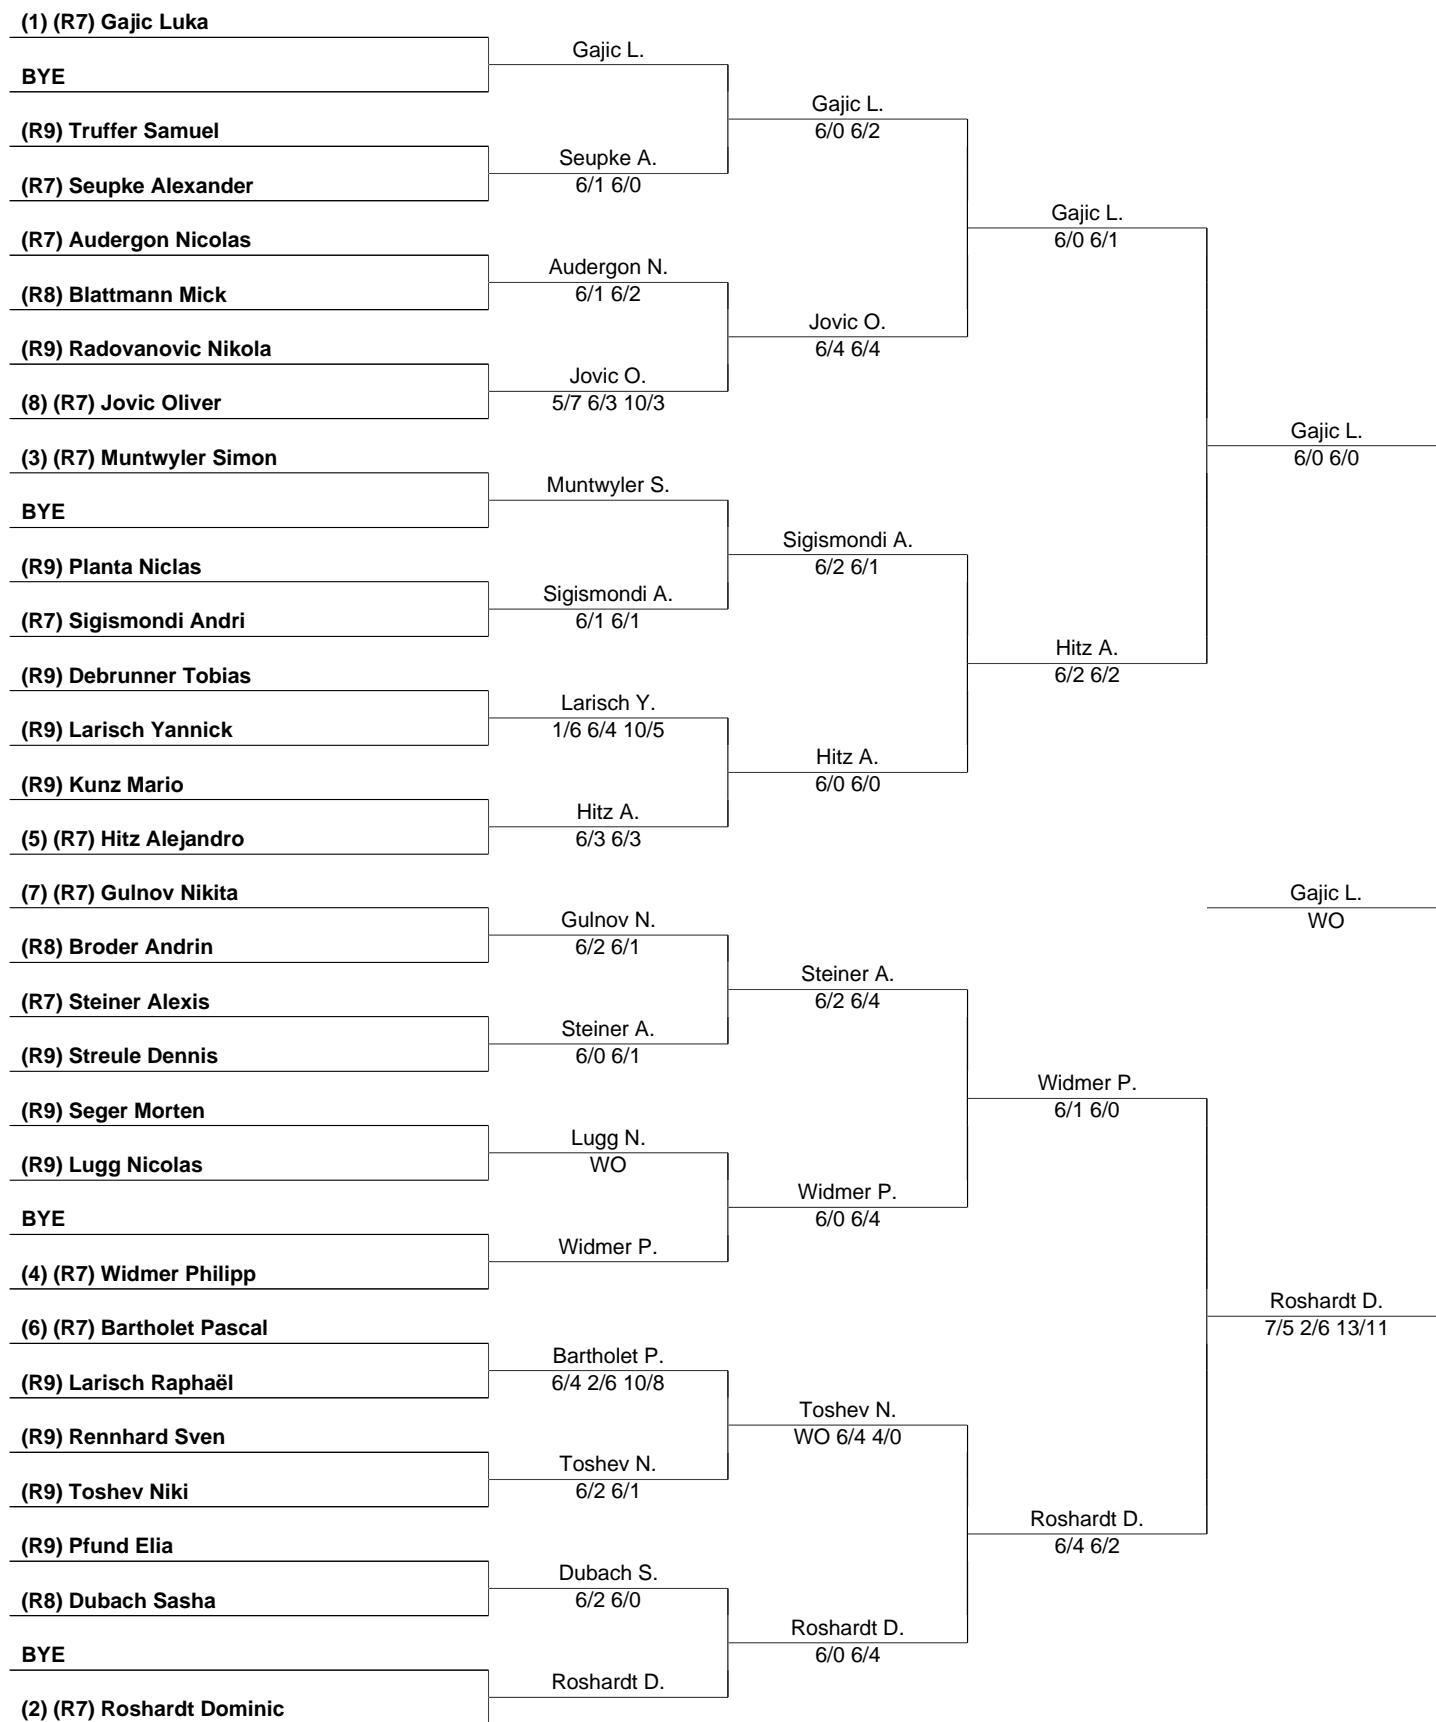 (1) (R7) Gajic Luka
BYE
(R9) Truffer Samuel
(R7) Seupke Alexander
(R7) Audergon Nicolas
(R8) Blattmann Mick
(R9) Radovanovic Nikola
(8) (R7) Jovic Oliver
(3) (R7) Muntwyler Simon
BYE
(R9) Planta Niclas
(R7) Sigismondi Andri
(R9) Debrunner Tobias
(R9) Larisch Yannick
(R9) Kunz Mario
(5) (R7) Hitz Alejandro
(7) (R7) Gulnov Nikita
(R8) Broder Andrin
(R7) Steiner Alexis
(R9) Streule Dennis
(R9) Seger Morten
(R9) Lugg Nicolas
BYE
(4) (R7) Widmer Philipp
(6) (R7) Bartholet Pascal
(R9) Larisch Raphaël
(R9) Rennhard Sven
(R9) Toshev Niki
(R9) Pfund Elia
(R8) Dubach Sasha
BYE
(2) (R7) Roshardt Dominic
Gajic L.
Seupke A.
6/1 6/0
Audergon N.
6/1 6/2
Jovic O.
5/7 6/3 10/3
Muntwyler S.
Sigismondi A.
6/1 6/1
Larisch Y.
1/6 6/4 10/5
Hitz A.
6/3 6/3
Gulnov N.
6/2 6/1
Steiner A.
6/0 6/1
Lugg N.
WO
Widmer P.
Bartholet P.
6/4 2/6 10/8
Toshev N.
6/2 6/1
Dubach S.
6/2 6/0
Roshardt D.
Gajic L.
6/0 6/2
Jovic O.
6/4 6/4
Sigismondi A.
6/2 6/1
Hitz A.
6/0 6/0
Steiner A.
6/2 6/4
Widmer P.
6/0 6/4
Toshev N.
WO 6/4 4/0
Roshardt D.
6/0 6/4
Gajic L.
6/0 6/1
Hitz A.
6/2 6/2
Widmer P.
6/1 6/0
Roshardt D.
6/4 6/2
Gajic L.
6/0 6/0
Gajic L.
WO
Roshardt D.
7/5 2/6 13/11